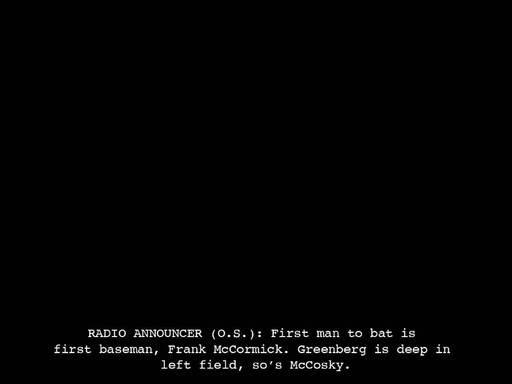 RADIO ANNOUNCER (O.S.): First man to bat is
first baseman, Frank McCormick. Greenberg is deep in
left field, so’s McCosky.